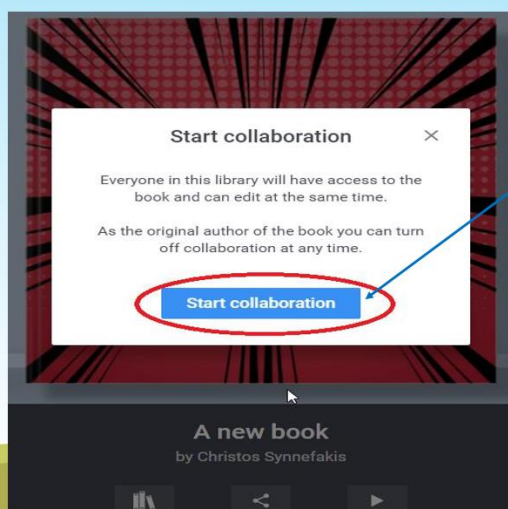 Start collaboration
Everyone in this library will have access to the
book and can edit at the same time.
As the original author of the book you can turn
off collaboration at any time.
Start collaboration
A new book
by Christos Synnefakis